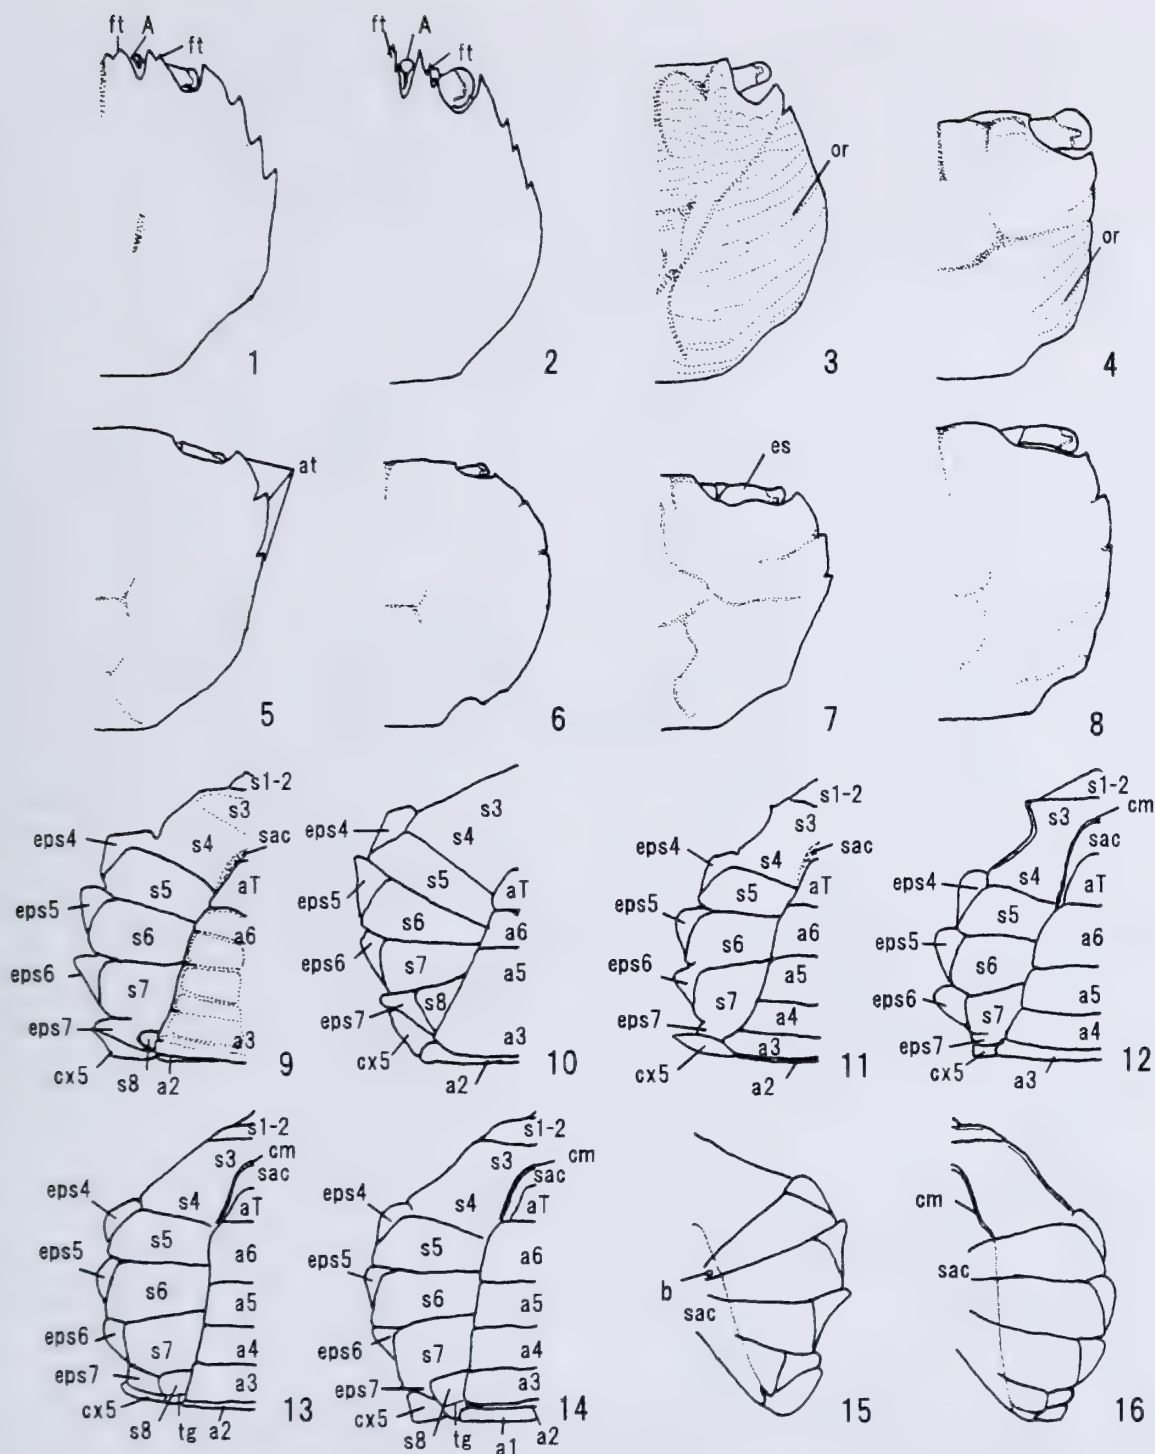 ft A ft
1
ft A ft
2
or
3
or
4
at
5
6
es
7
8
s1-2
s3
sac
eps4
s4
aT
s5
eps5
s6
a6
eps6
s7
eps7
a3
cx5
s8
a2
9
s3
eps4
s4
s5
aT
s6
a6
eps5
eps6
s7
a5
eps7
s8
cx5
a3
a2
10
s1-2
s3
sac
eps4
s4
aT
s5
eps5
s6
a6
eps6
a5
s7
a4
eps7
a3
cx5
a2
11
s1-2
cm
s3
sac
eps4
s4
aT
s5
eps5
a6
s6
eps6
a5
s7
a4
eps7
cx5
a3
12
s1-2
cm
s3
sac
eps4
s4
aT
s5
eps5
a6
s6
a5
eps6
s7
a4
eps7
a3
cx5
s8
tg
a2
13
s1-2
cm
s3
sac
eps4
s4
aT
s5
eps5
a6
s6
a5
eps6
s7
a4
eps7
a3
cx5
s8
tg
a1
a2
14
b
sac
15
cm
sac
16